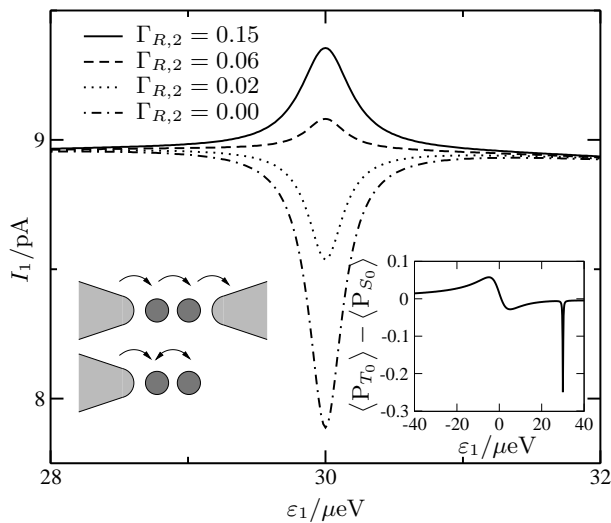 Γ_{R,2} = 0.15
Γ_{R,2} = 0.06
Γ_{R,2} = 0.02
Γ_{R,2} = 0.00
9
8
I_1/pA
28
30
32
ε_1/μeV
0.1
0
-0.1
-0.2
-0.3
⟨P_{T_0}⟩ − ⟨P_{S_0}⟩
-40
-20
0
20
40
ε_1/μeV